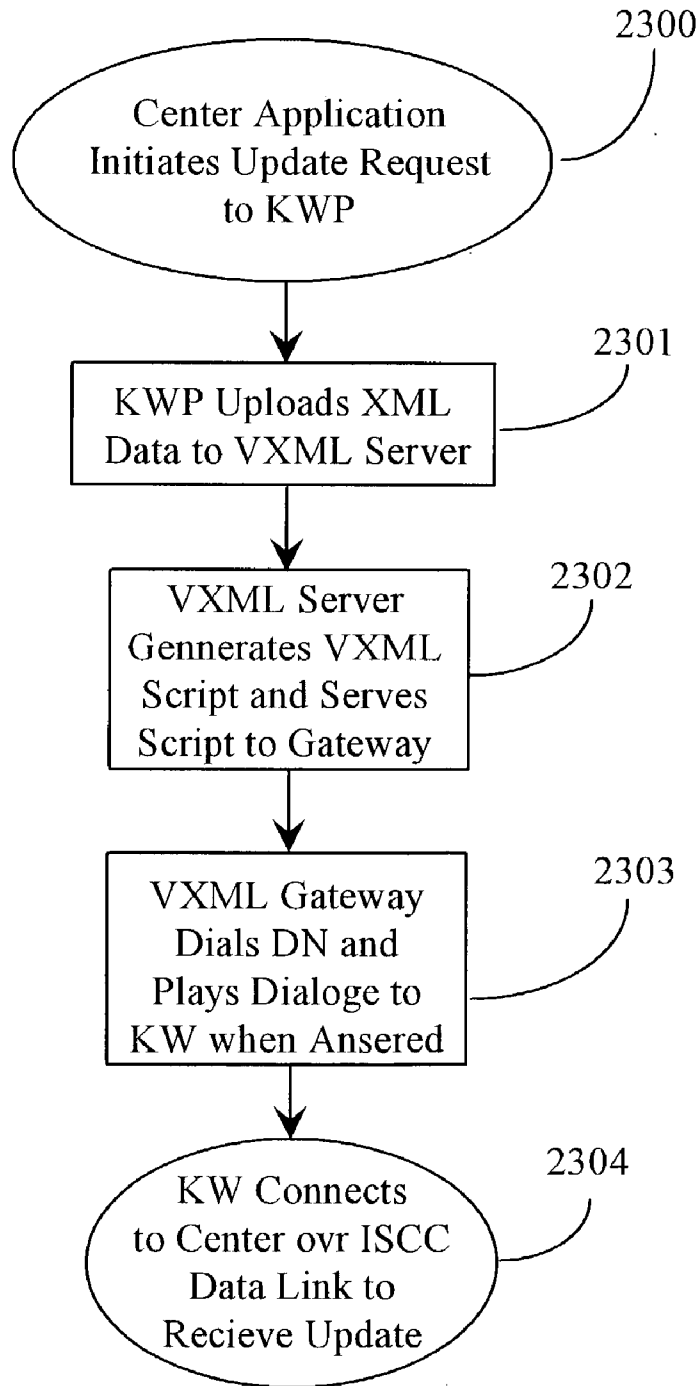 2300
Center Application
Initiates Update Request
to KWP
2301
KWP Uploads XML
Data to VXML Server
2302
VXML Server
Gennerates VXML
Script and Serves
Script to Gateway
2303
VXML Gateway
Dials DN and
Plays Dialoge to
KW when Ansered
2304
KW Connects
to Center ovr ISCC
Data Link to
Recieve Update